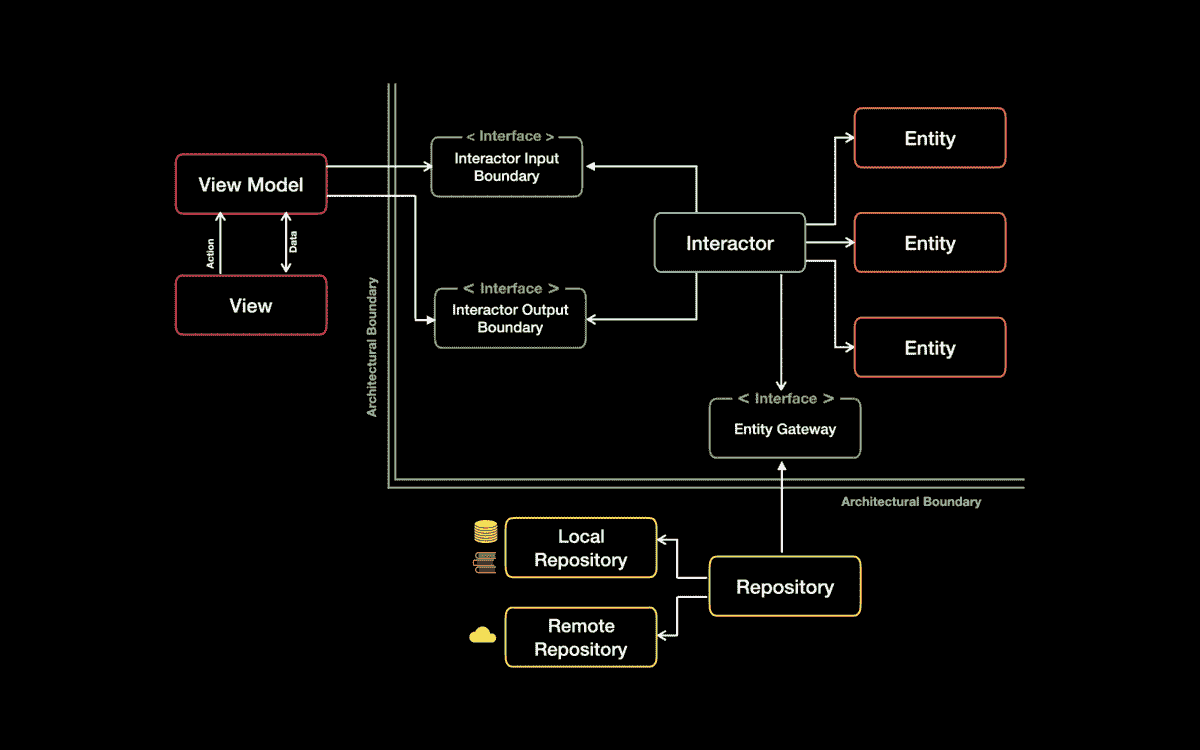 View Model
Action
Data
View
Architectural Boundary
< Interface >
Interactor Input
Boundary
< Interface >
Interactor Output
Boundary
Interactor
Entity
Entity
Entity
< Interface >
Entity Gateway
Architectural Boundary
Local
Repository
Remote
Repository
Repository